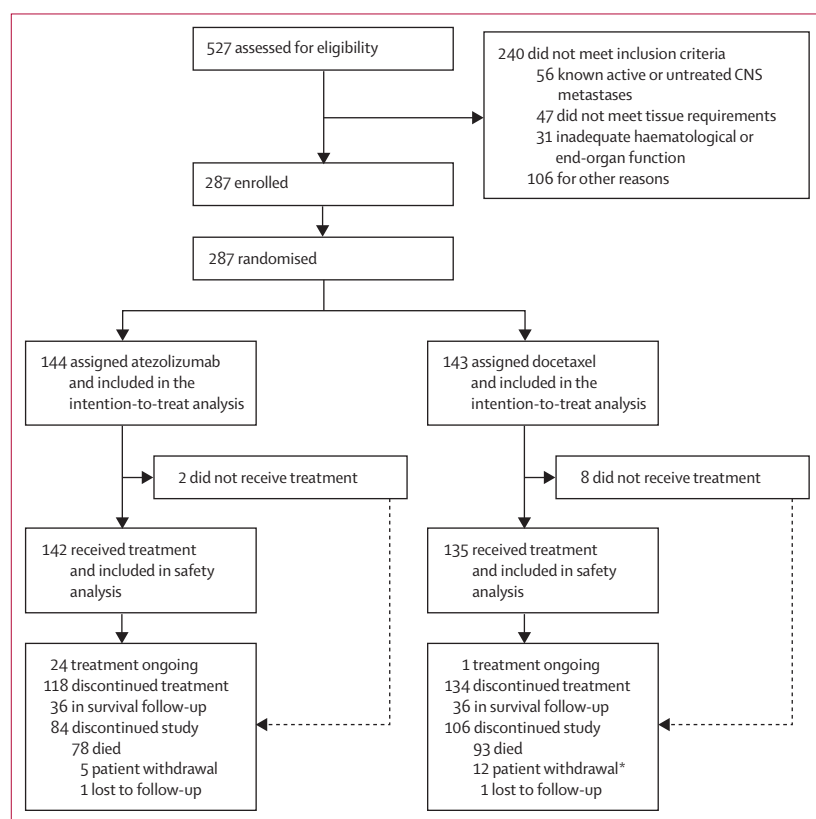 527 assessed for eligibility
240 did not meet inclusion criteria
56 known active or untreated CNS
metastases
47 did not meet tissue requirements
31 inadequate haematological or
end-organ function
106 for other reasons
287 enrolled
287 randomised
144 assigned atezolizumab
and included in the
intention-to-treat analysis
143 assigned docetaxel
and included in the
intention-to-treat analysis
2 did not receive treatment
8 did not receive treatment
142 received treatment
and included in safety
analysis
135 received treatment
and included in safety
analysis
24 treatment ongoing
118 discontinued treatment
36 in survival follow-up
84 discontinued study
78 died
5 patient withdrawal
1 lost to follow-up
1 treatment ongoing
134 discontinued treatment
36 in survival follow-up
106 discontinued study
93 died
12 patient withdrawal*
1 lost to follow-up